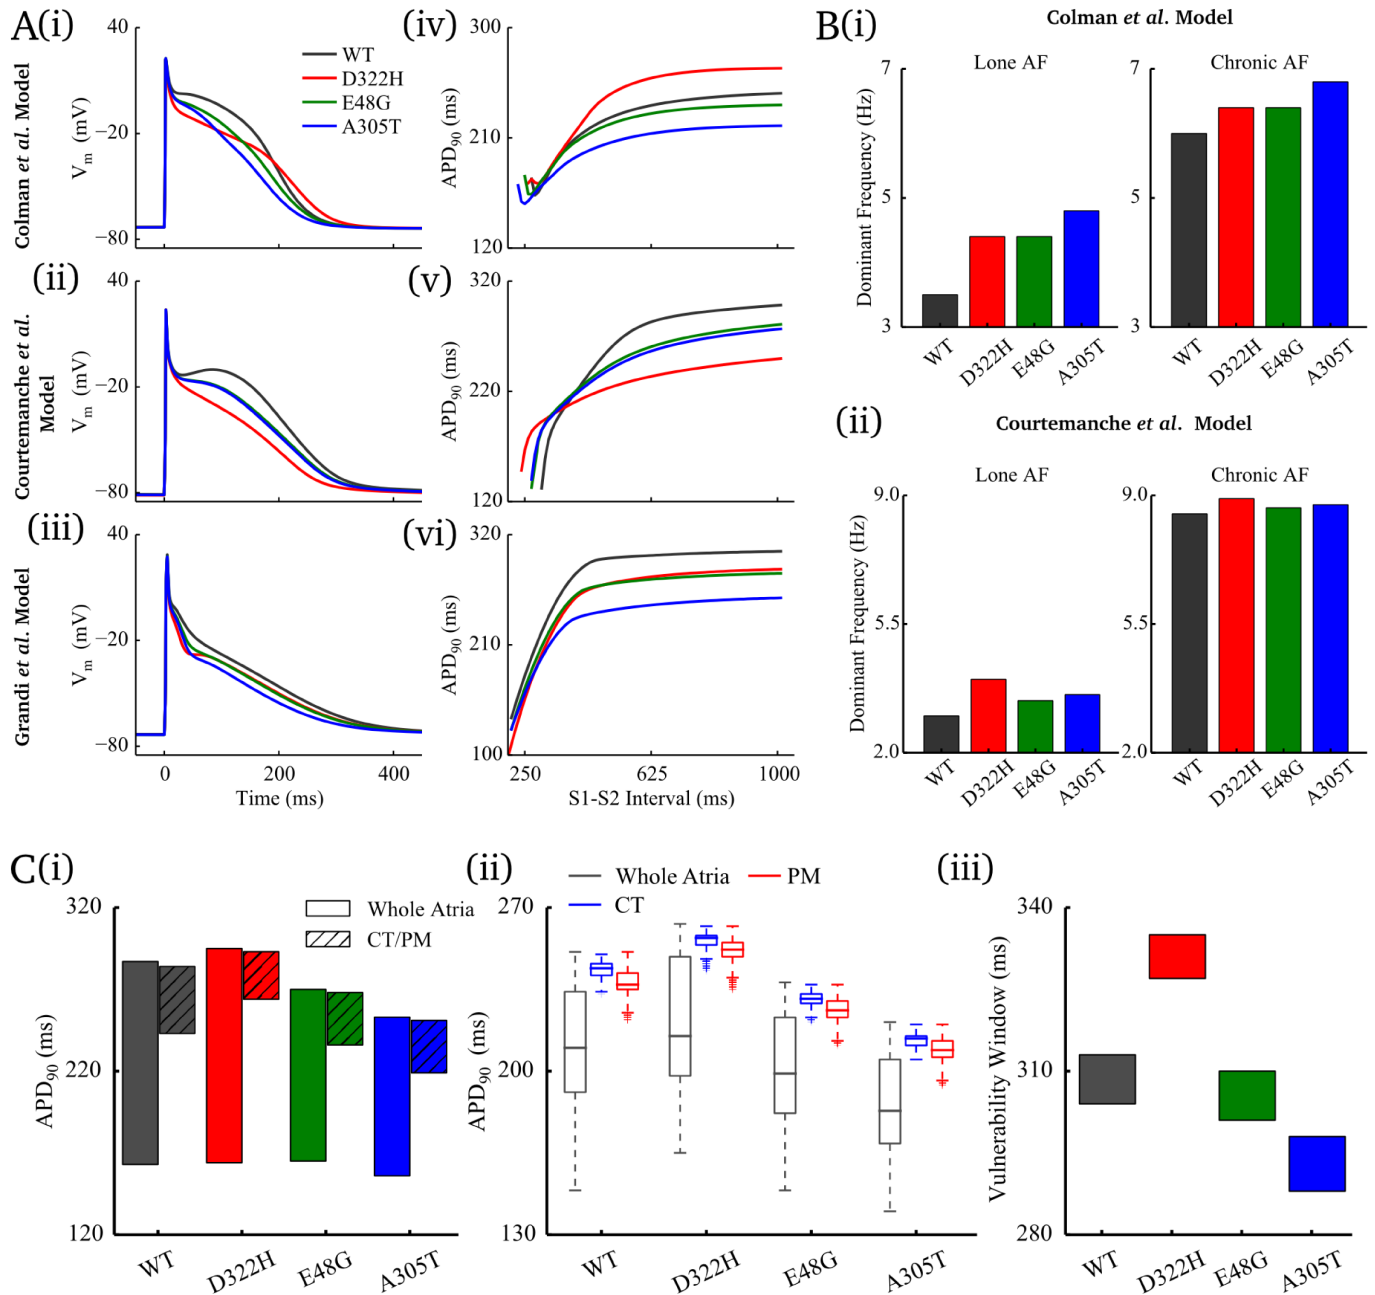 A(i)
40
−20
−80
V_m (mV)
Colman et al. Model
WT
D322H
E48G
A305T
(iv)
300
210
120
APD90 (ms)
(ii)
40
−20
−80
V_m (mV)
Courtemanche et al.
Model
(v)
320
220
120
APD90 (ms)
(iii)
40
−20
−80
V_m (mV)
Grandi et al. Model
0 200
Time (ms)
(vi)
320
210
100
APD90 (ms)
250 625 1000
S1-S2 Interval (ms)
B(i)
Colman et al. Model
Lone AF
Chronic AF
7
5
3
Dominant Frequency (Hz)
WT D322H E48G A305T
7
5
3
WT D322H E48G A305T
(ii)
Courtemanche et al. Model
Lone AF
Chronic AF
9.0
5.5
2.0
Dominant Frequency (Hz)
WT D322H E48G A305T
9.0
5.5
2.0
WT D322H E48G A305T
C(i)
320
220
120
APD90 (ms)
Whole Atria
CT/PM
WT D322H E48G A305T
(ii)
Whole Atria PM
CT
270
200
130
APD90 (ms)
WT D322H E48G A305T
(iii)
340
310
280
Vulnerability Window (ms)
WT D322H E48G A305T